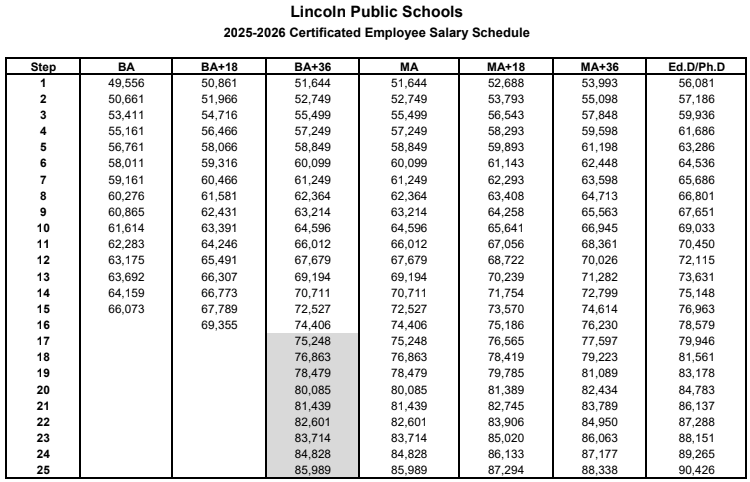 Lincoln Public Schools
2025-2026 Certificated Employee Salary Schedule
Step BA BA+18 BA+36 MA MA+18 MA+36 Ed.D/Ph.D
1 49,556 50,861 51,644 51,644 52,688 53,993 56,081
2 50,661 51,966 52,749 52,749 53,793 55,098 57,186
3 53,411 54,716 55,499 55,499 56,543 57,848 59,936
4 55,161 56,466 57,249 57,249 58,293 59,598 61,686
5 56,761 58,066 58,849 58,849 59,893 61,198 63,286
6 58,011 59,316 60,099 60,099 61,143 62,448 64,536
7 59,161 60,466 61,249 61,249 62,293 63,598 65,686
8 60,276 61,581 62,364 62,364 63,408 64,713 66,801
9 60,865 62,431 63,214 63,214 64,258 65,563 67,651
10 61,614 63,391 64,596 64,596 65,641 66,945 69,033
11 62,283 64,246 66,012 66,012 67,056 68,361 70,450
12 63,175 65,491 67,679 67,679 68,722 70,026 72,115
13 63,692 66,307 69,194 69,194 70,239 71,282 73,631
14 64,159 66,773 70,711 70,711 71,754 72,799 75,148
15 66,073 67,789 72,527 72,527 73,570 74,614 76,963
16 69,355 74,406 74,406 75,186 76,230 78,579
17 75,248 75,248 76,565 77,597 79,946
18 76,863 76,863 78,419 79,223 81,561
19 78,479 78,479 79,785 81,089 83,178
20 80,085 80,085 81,389 82,434 84,783
21 81,439 81,439 82,745 83,789 86,137
22 82,601 82,601 83,906 84,950 87,288
23 83,714 83,714 85,020 86,063 88,151
24 84,828 84,828 86,133 87,177 89,265
25 85,989 85,989 87,294 88,338 90,426